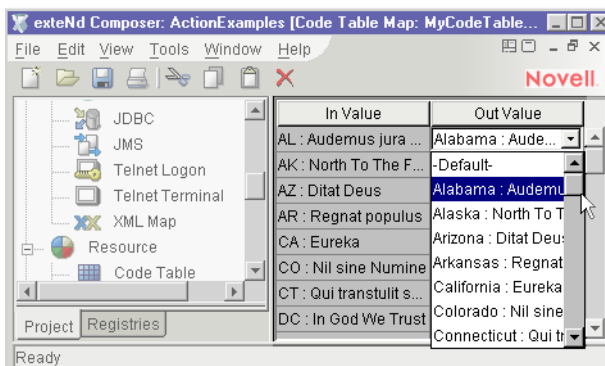 exteNd Composer: ActionExamples [Code Table Map: MyCodeTable...
File Edit View Tools Window Help
Novell
JDBC
JMS
Telnet Logon
Telnet Terminal
XML Map
Resource
Code Table
Project Registries
In Value Out Value
AL : Audemus jura ... Alabama : Aude...
AK : North To The F... -Default-
AZ : Ditat Deus Alabama : Audemu
AR : Regnat populus Alaska : North To T
CA : Eureka Arizona : Ditat Deu
CO : Nil sine Numine Arkansas : Regnat
CT : Qui transtulit s... California : Eureka
DC : In God We Trust Colorado : Nil sine
Connecticut : Qui tr
Ready